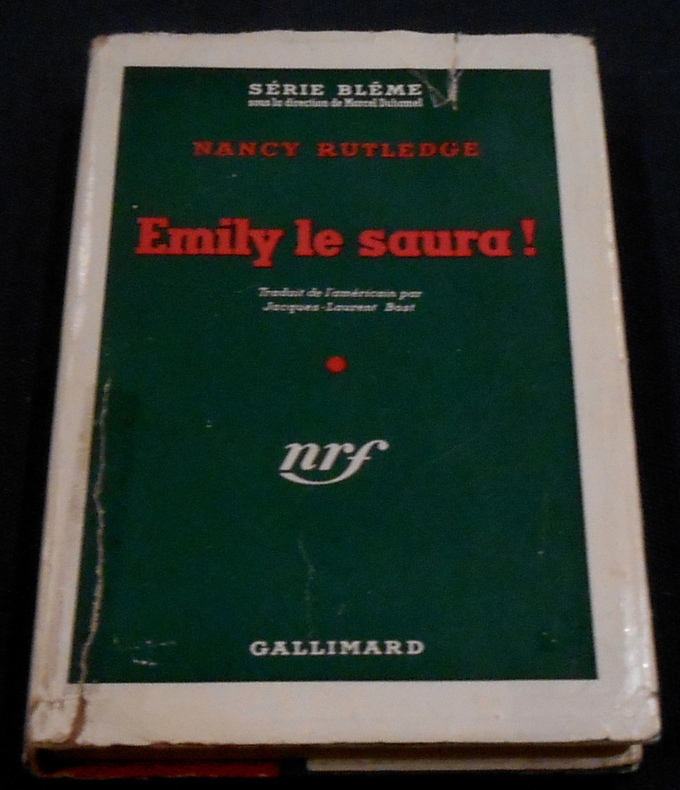 SÉRIE BLÊME
sous la direction de Marcel Duhamel
NANCY RUTLEDGE
Emily le saura !
Traduit de l'américain par
Jacques-Laurent Bost
nrf
GALLIMARD